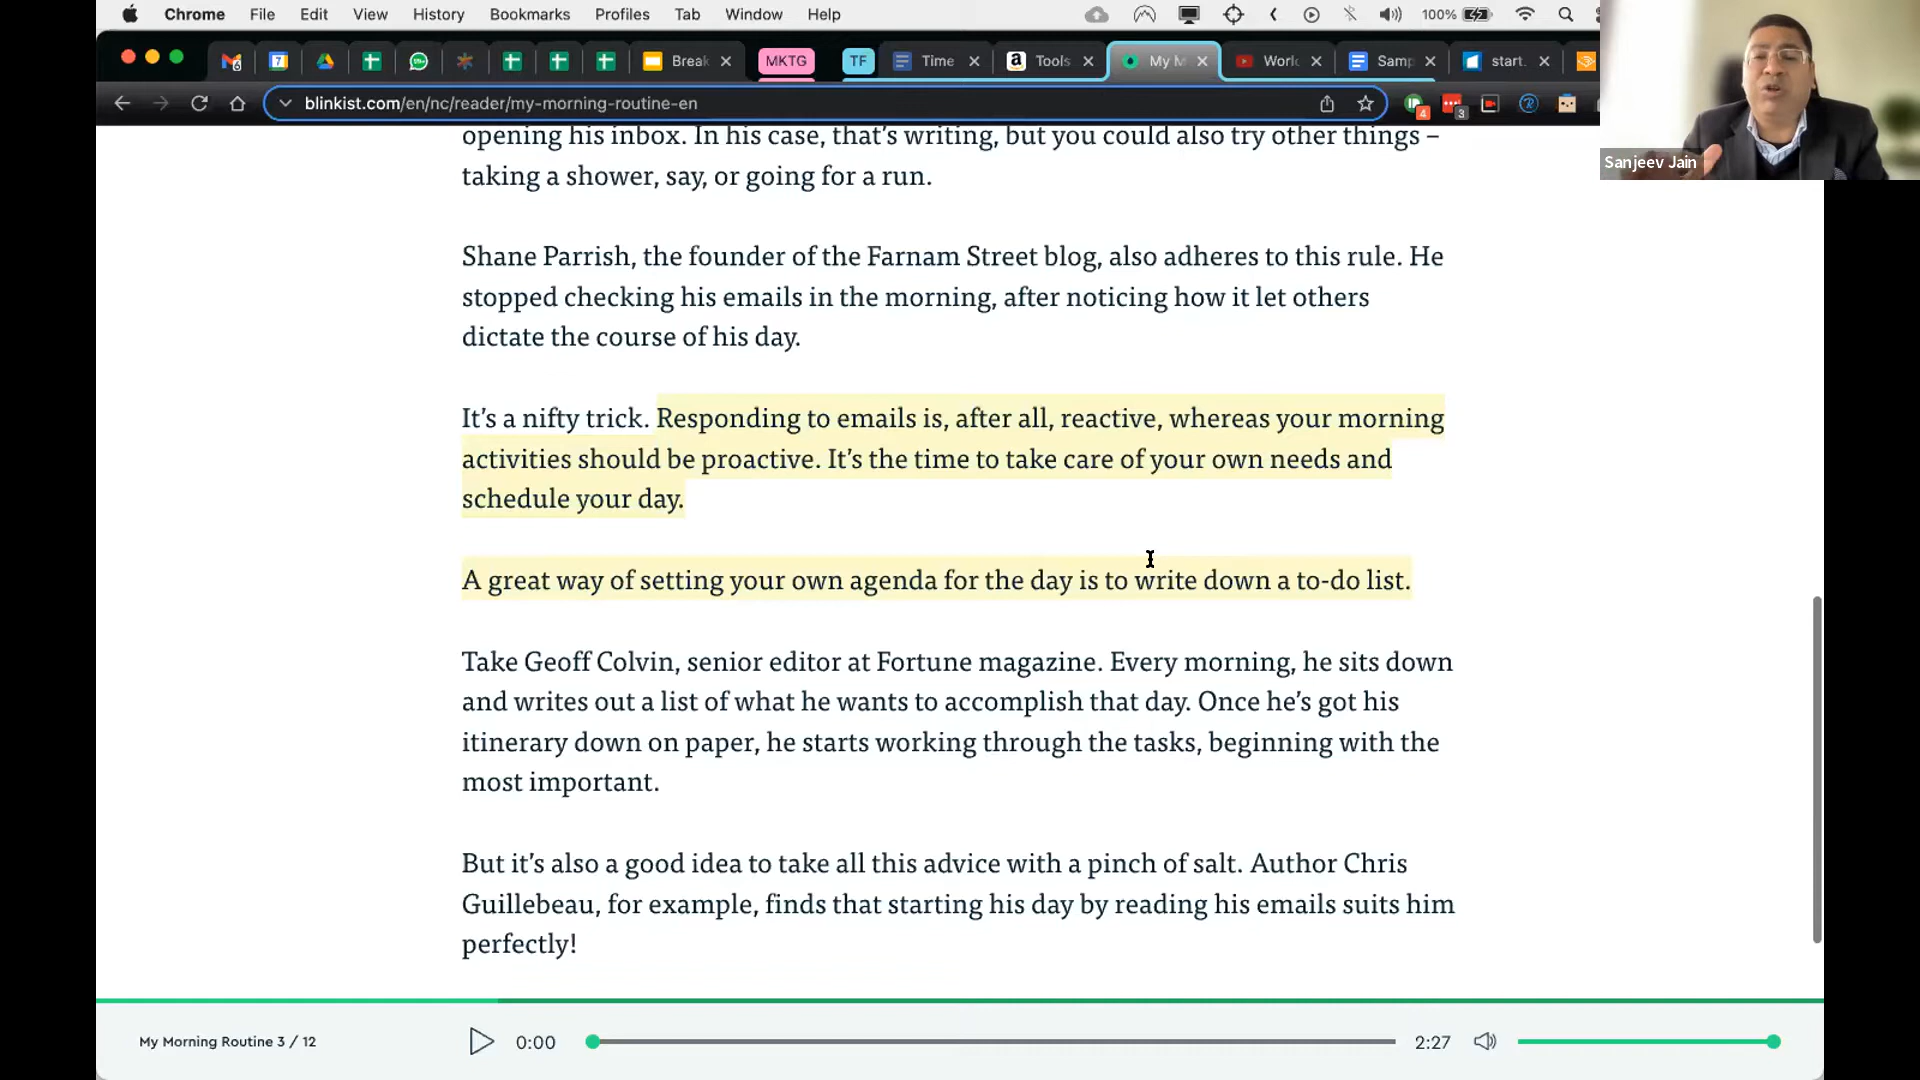 Chrome File Edit View History Bookmarks Profiles Tab Window Help 100%
7 Break MKTG TF Time Tools My M Worl Samp start.
blinkist.com/en/nc/reader/my-morning-routine-en 4 3
Sanjeev Jain
opening his inbox. In his case, that’s writing, but you could also try other things –
taking a shower, say, or going for a run.
Shane Parrish, the founder of the Farnam Street blog, also adheres to this rule. He
stopped checking his emails in the morning, after noticing how it let others
dictate the course of his day.
It’s a nifty trick. Responding to emails is, after all, reactive, whereas your morning
activities should be proactive. It’s the time to take care of your own needs and
schedule your day.
A great way of setting your own agenda for the day is to write down a to-do list.
Take Geoff Colvin, senior editor at Fortune magazine. Every morning, he sits down
and writes out a list of what he wants to accomplish that day. Once he’s got his
itinerary down on paper, he starts working through the tasks, beginning with the
most important.
But it’s also a good idea to take all this advice with a pinch of salt. Author Chris
Guillebeau, for example, finds that starting his day by reading his emails suits him
perfectly!
My Morning Routine 3 / 12 0:00 2:27